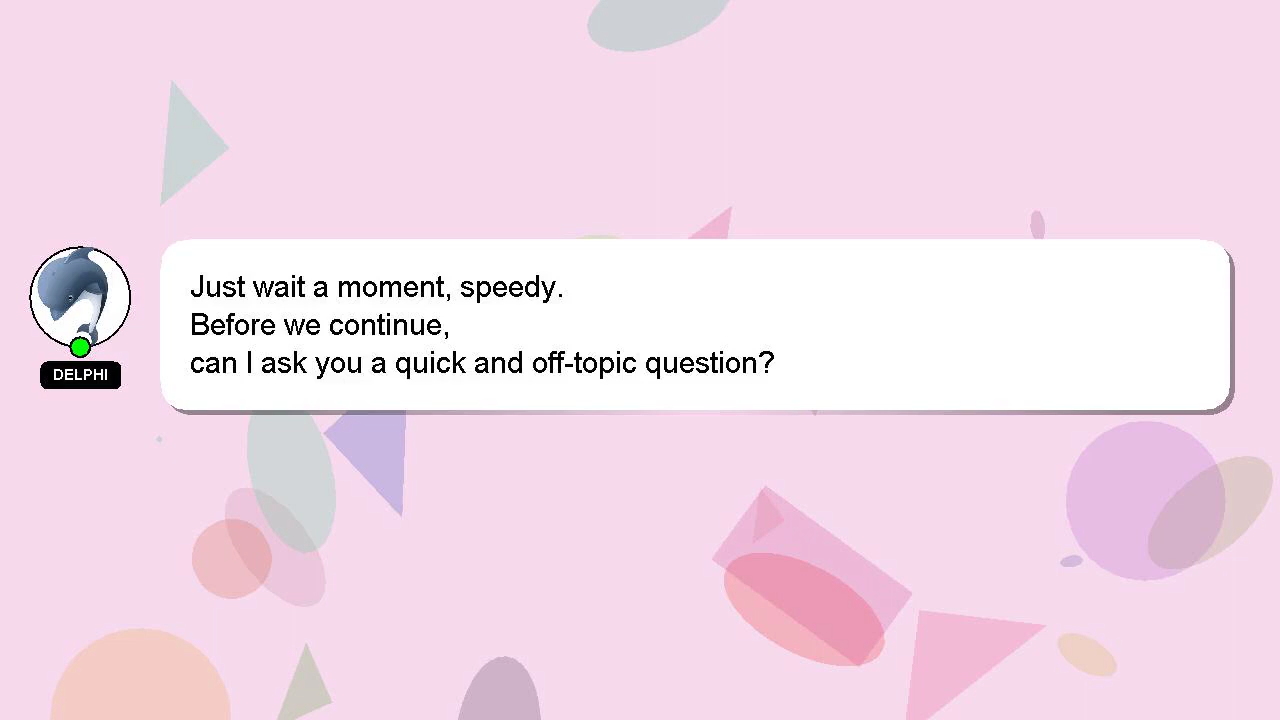 Just wait a moment, speedy.
Before we continue,
can I ask you a quick and off-topic question?
DELPHI